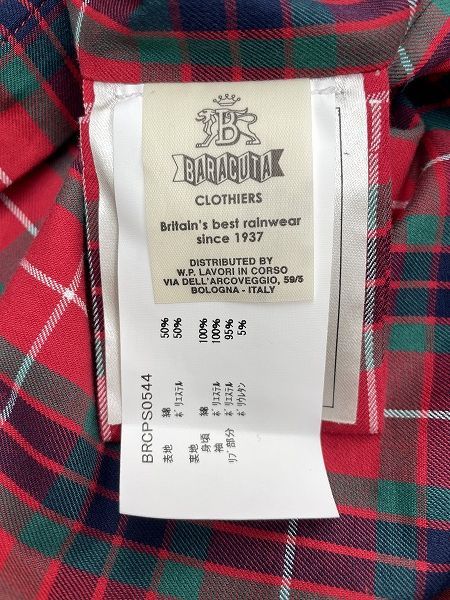 B
BARACUTA
CLOTHIERS
Britain's best rainwear
since 1937
DISTRIBUTED BY
W.P. LAVORI IN CORSO
VIA DELL'ARCOVEGGIO, 59/5
BOLOGNA - ITALY
BRCPS0544
表地 綿 50%
ポリエステル 50%
裏地
身頃 綿 100%
袖 ポリエステル 100%
リブ部分 ポリエステル 95%
ポリウレタン 5%